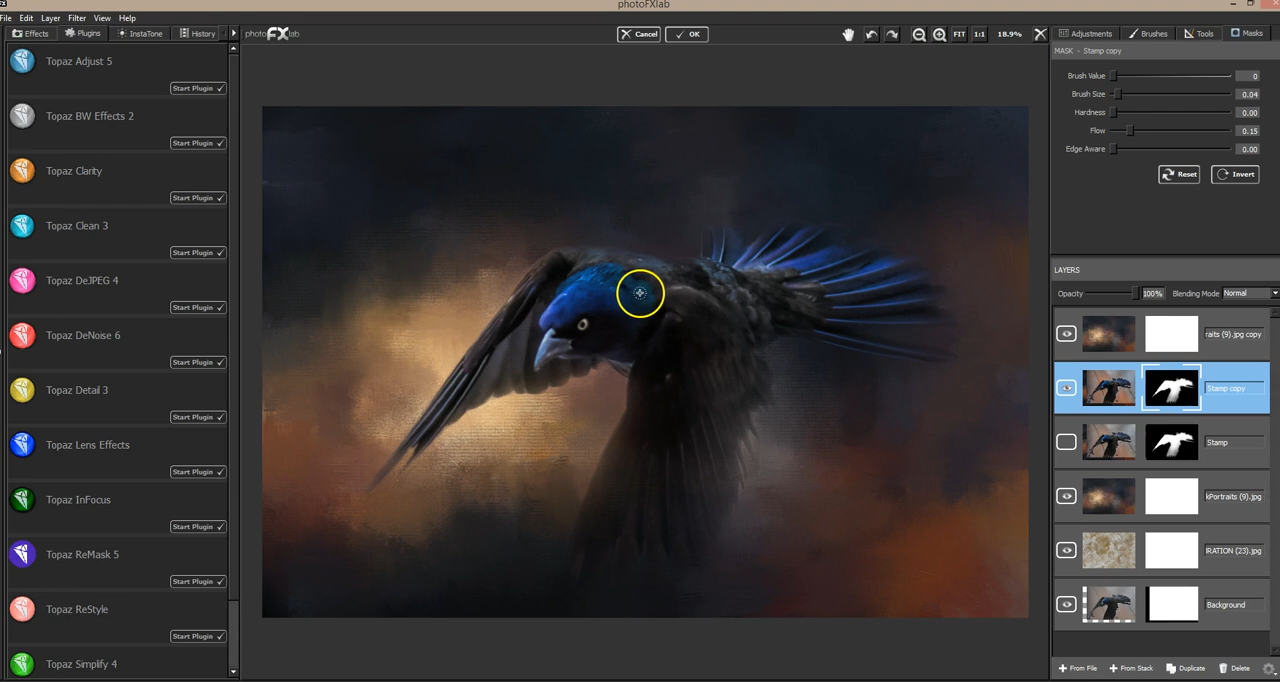 photoFXlab
File Edit Layer Filter View Help
Effects Plugins InstaTone History
photo FX lab
Cancel OK
FIT 1:1 18.9%
Adjustments Brushes Tools Masks
Topaz Adjust 5
Start Plugin
Topaz BW Effects 2
Start Plugin
Topaz Clarity
Start Plugin
Topaz Clean 3
Start Plugin
Topaz DeJPEG 4
Start Plugin
Topaz DeNoise 6
Start Plugin
Topaz Detail 3
Start Plugin
Topaz Lens Effects
Start Plugin
Topaz InFocus
Start Plugin
Topaz ReMask 5
Start Plugin
Topaz ReStyle
Start Plugin
Topaz Simplify 4
MASK - Stamp copy
Brush Value 0
Brush Size 0.04
Hardness 0.00
Flow 0.15
Edge Aware 0.00
Reset Invert
LAYERS
Opacity 100% Blending Mode Normal
raits (9).jpg copy
Stamp copy
Stamp
kPortraits (9).jpg
IRATION (23).jpg
Background
From File From Stack Duplicate Delete